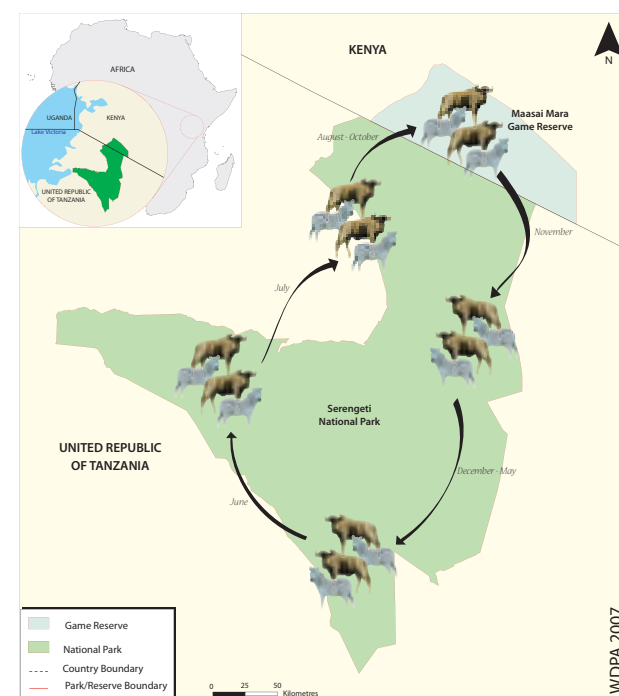 AFRICA
UGANDA
KENYA
Lake Victoria
UNITED REPUBLIC
OF TANZANIA
KENYA
N
Maasai Mara
Game Reserve
August - October
November
July
Serengeti
National Park
UNITED REPUBLIC
OF TANZANIA
December - May
June
Game Reserve
National Park
Country Boundary
Park/Reserve Boundary
0 25 50
Kilometres
WDPA 2007